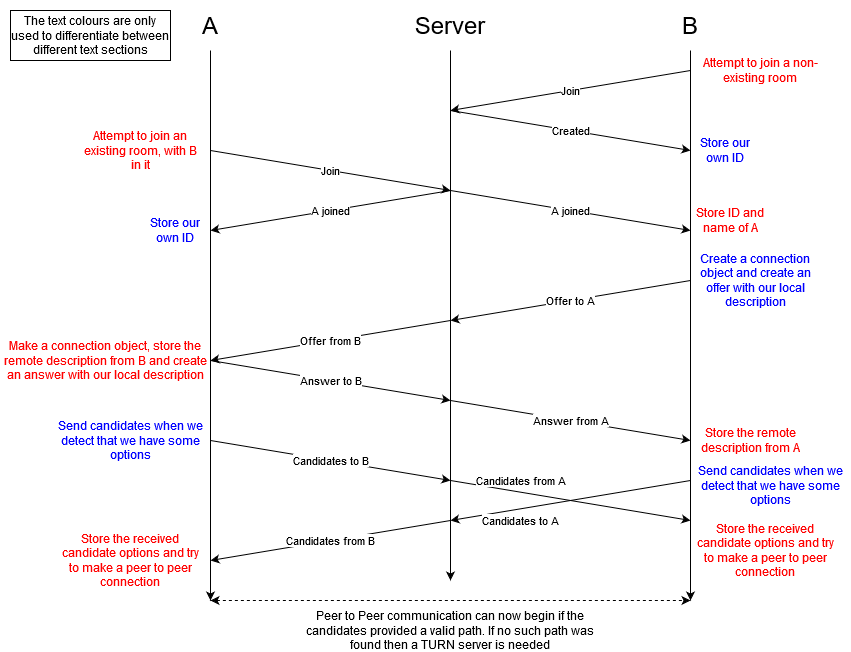 The text colours are only
used to differentiate between
different text sections
A
Server
B
Attempt to join a non-
existing room
Join
Created
Store our
own ID
Attempt to join an
existing room, with B
in it
Join
A joined
A joined
Store our
own ID
Store ID and
name of A
Create a connection
object and create an
offer with our local
description
Offer to A
Offer from B
Make a connection object, store the
remote description from B and create
an answer with our local description
Answer to B
Answer from A
Store the remote
description from A
Send candidates when we
detect that we have some
options
Candidates to B
Candidates from A
Send candidates when we
detect that we have some
options
Candidates to A
Candidates from B
Store the received
candidate options and try
to make a peer to peer
connection
Store the received
candidate options and try
to make a peer to peer
connection
Peer to Peer communication can now begin if the
candidates provided a valid path. If no such path was
found then a TURN server is needed